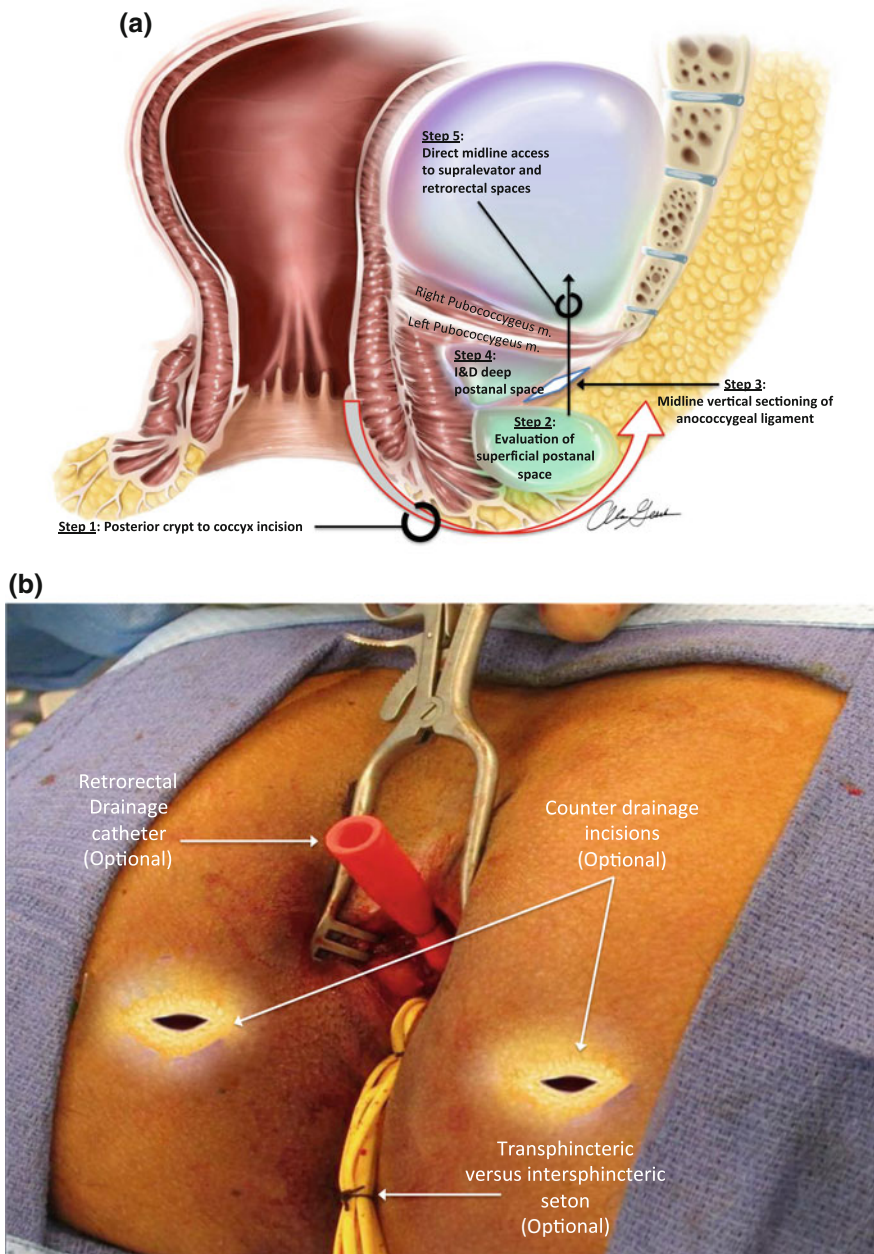 (a)
Step 5:
Direct midline access
to supralevator and
retrorectal spaces
Right Pubococcygeus m.
Left Pubococcygeus m.
Step 4:
I&D deep
postanal space
Step 3:
Midline vertical sectioning of
anococcygeal ligament
Step 2:
Evaluation of
superficial postanal
space
Step 1: Posterior crypt to coccyx incision
(b)
Retrorectal
Drainage
catheter
(Optional)
Counter drainage
incisions
(Optional)
Transphincteric
versus intersphincteric
seton
(Optional)